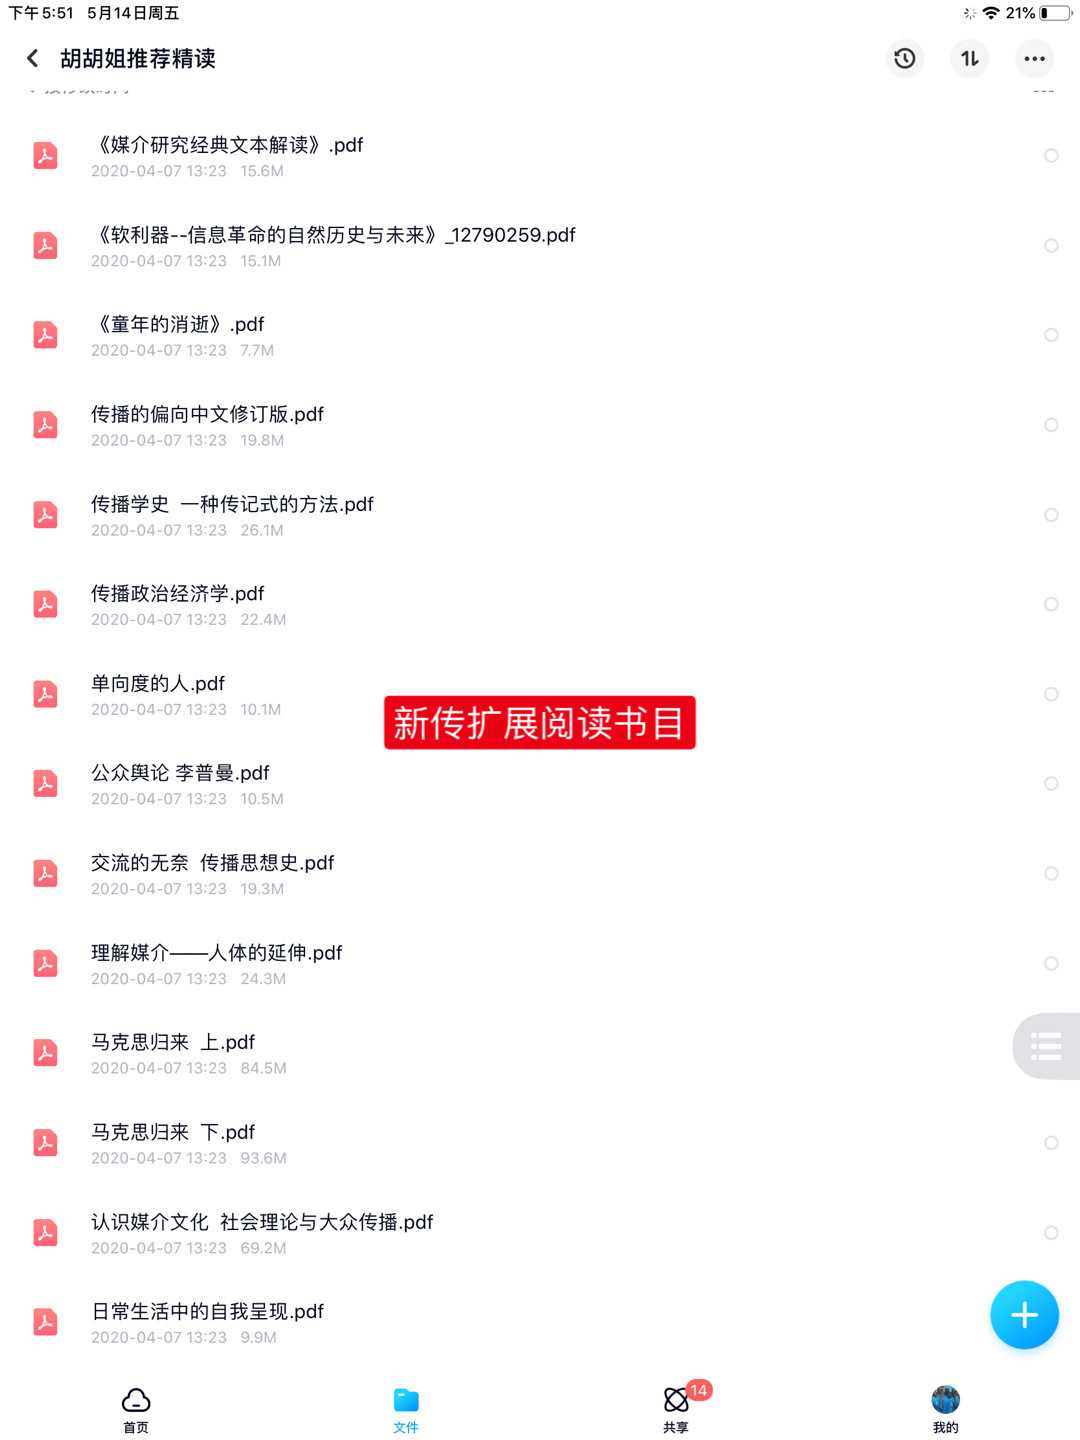 下午5:51 5月14日周五
21%
胡胡姐推荐精读
《媒介研究经典文本解读》.pdf
2020-04-07 13:23 15.6M
《软利器--信息革命的自然历史与未来》_12790259.pdf
2020-04-07 13:23 15.1M
《童年的消逝》.pdf
2020-04-07 13:23 7.7M
传播的偏向中文修订版.pdf
2020-04-07 13:23 19.8M
传播学史 一种传记式的方法.pdf
2020-04-07 13:23 26.1M
传播政治经济学.pdf
2020-04-07 13:23 22.4M
单向度的人.pdf
2020-04-07 13:23 10.1M
新传扩展阅读书目
公众舆论 李普曼.pdf
2020-04-07 13:23 10.5M
交流的无奈 传播思想史.pdf
2020-04-07 13:23 19.3M
理解媒介——人体的延伸.pdf
2020-04-07 13:23 24.3M
马克思归来 上.pdf
2020-04-07 13:23 84.5M
马克思归来 下.pdf
2020-04-07 13:23 93.6M
认识媒介文化 社会理论与大众传播.pdf
2020-04-07 13:23 69.2M
日常生活中的自我呈现.pdf
2020-04-07 13:23 9.9M
14
首页 文件 共享 我的